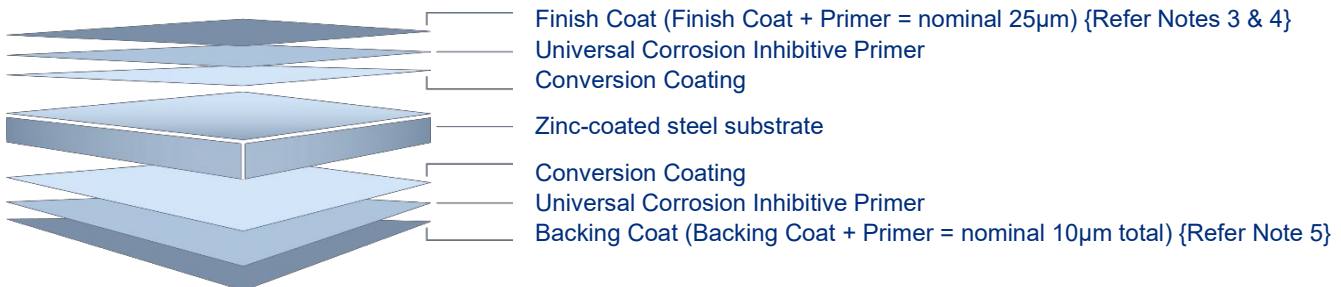 Finish Coat (Finish Coat + Primer = nominal 25µm) {Refer Notes 3 & 4}
Universal Corrosion Inhibitive Primer
Conversion Coating
Zinc-coated steel substrate
Conversion Coating
Universal Corrosion Inhibitive Primer
Backing Coat (Backing Coat + Primer = nominal 10µm total) {Refer Note 5}